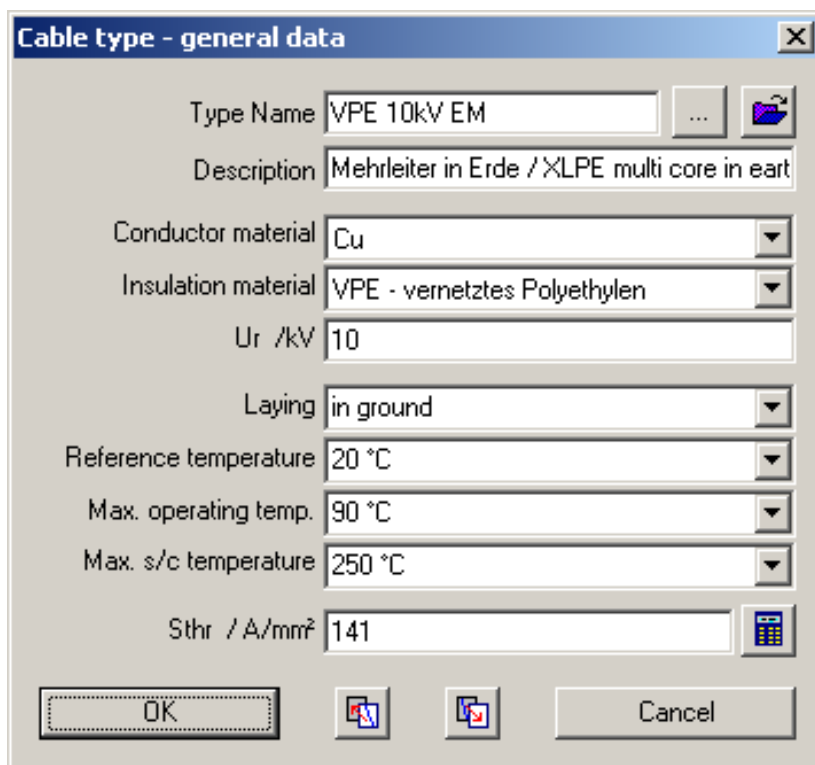 Cable type - general data
Type Name VPE 10kV EM ...
Description Mehrleiter in Erde / XLPE multi core in eart
Conductor material Cu
Insulation material VPE - vernetztes Polyethylen
Ur /kV 10
Laying in ground
Reference temperature 20 °C
Max. operating temp. 90 °C
Max. s/c temperature 250 °C
Sthr / A/mm² 141
OK Cancel